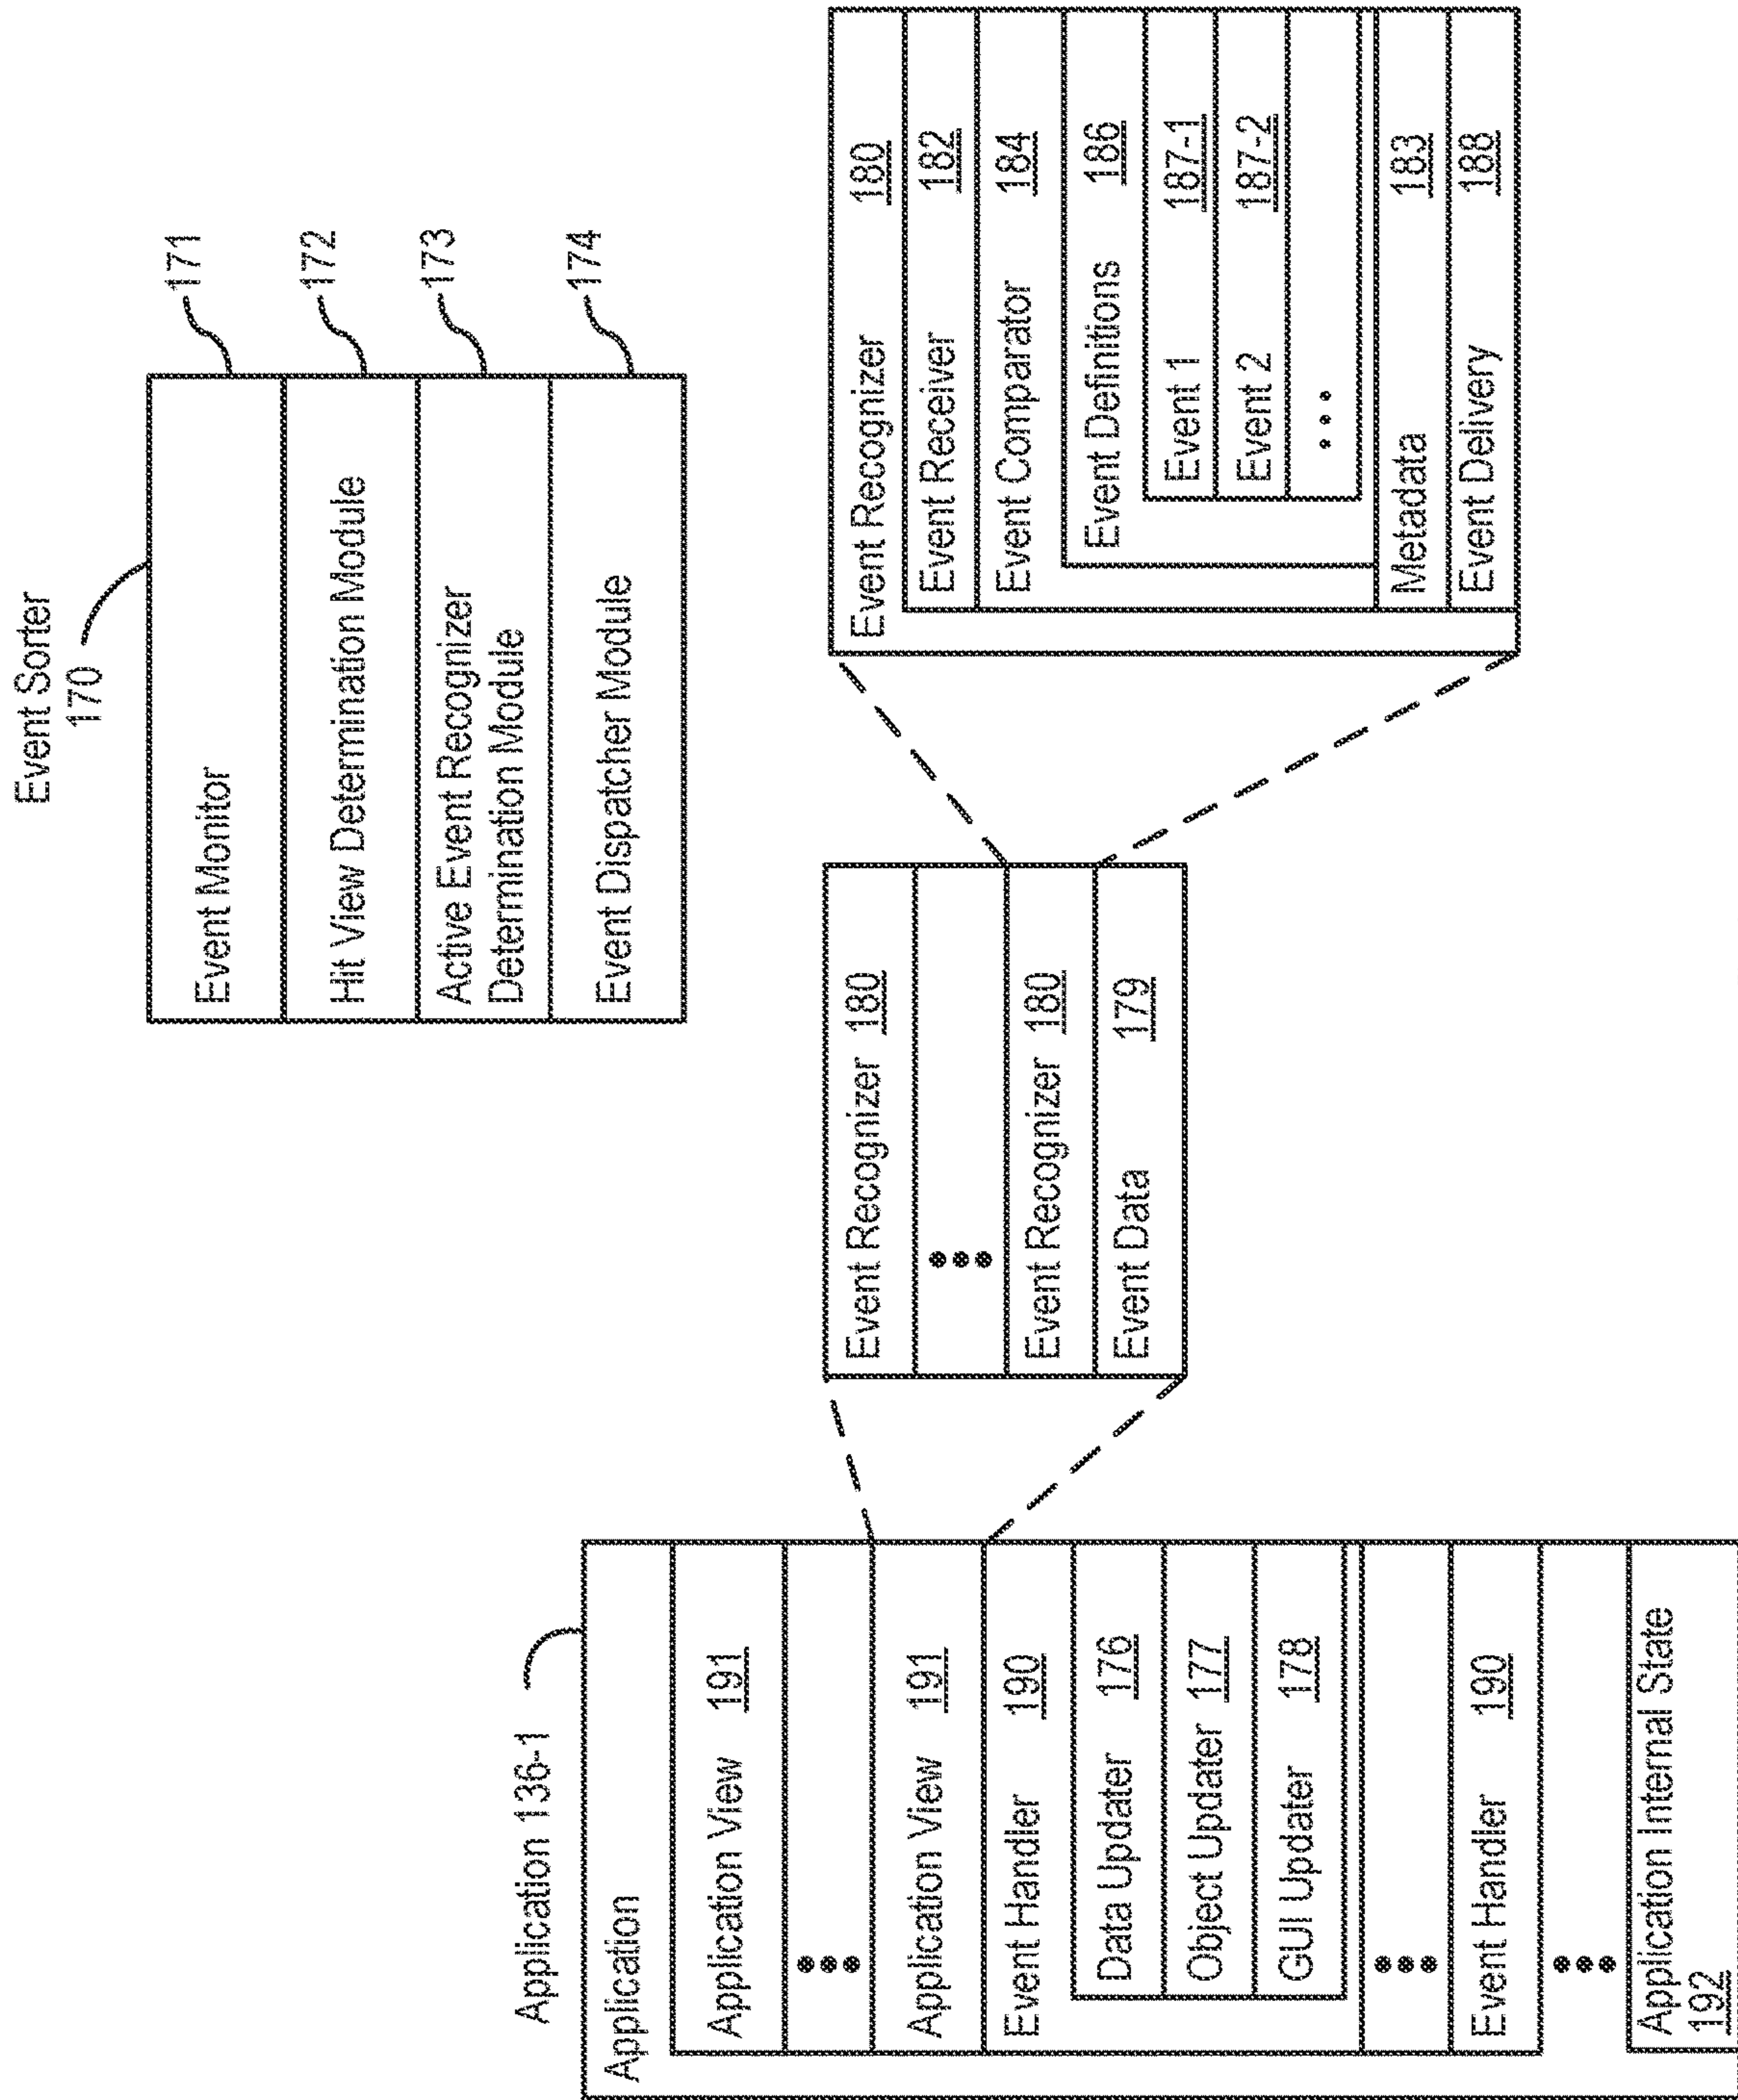 Event Sorter
170
Event Monitor
171
Hit View Determination Module
172
Active Event Recognizer
Determination Module
173
Event Dispatcher Module
174
Application 136-1
Application
Application View 191
•••
Application View 191
Event Handler 190
Data Updater 176
Object Updater 177
GUI Updater 178
•••
Event Handler 190
•••
Application Internal State
192
Event Recognizer 180
•••
Event Recognizer 180
Event Data 179
Event Recognizer 180
Event Receiver 182
Event Comparator 184
Event Definitions 186
Event 1 187-1
Event 2 187-2
•••
Metadata 183
Event Delivery 188